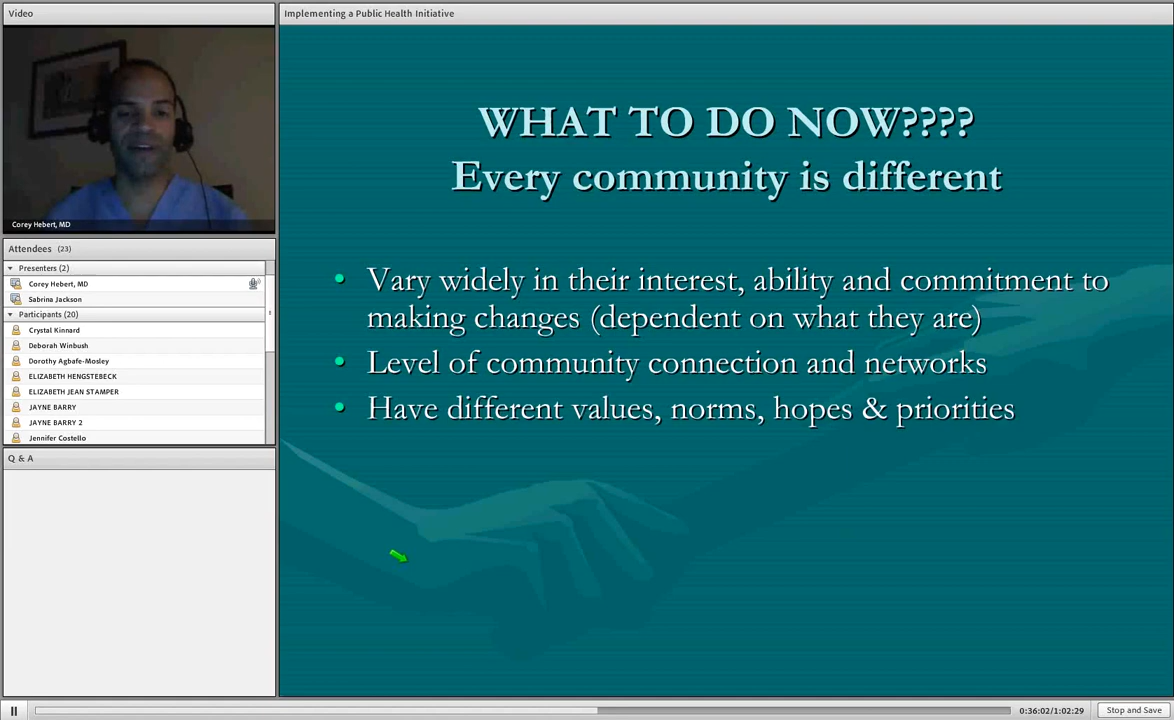 Video
Implementing a Public Health Initiative
Corey Hebert, MD
Attendees (23)
Presenters (2)
Corey Hebert, MD
Sabrina Jackson
Participants (20)
Crystal Kinnard
Deborah Winbush
Dorothy Agbafe-Mosley
ELIZABETH HENGSTEBECK
ELIZABETH JEAN STAMPER
JAYNE BARRY
JAYNE BARRY 2
Jennifer Costello
Q & A
WHAT TO DO NOW????
Every community is different
• Vary widely in their interest, ability and commitment to
making changes (dependent on what they are)
• Level of community connection and networks
• Have different values, norms, hopes & priorities
0:36:02/1:02:29
Stop and Save